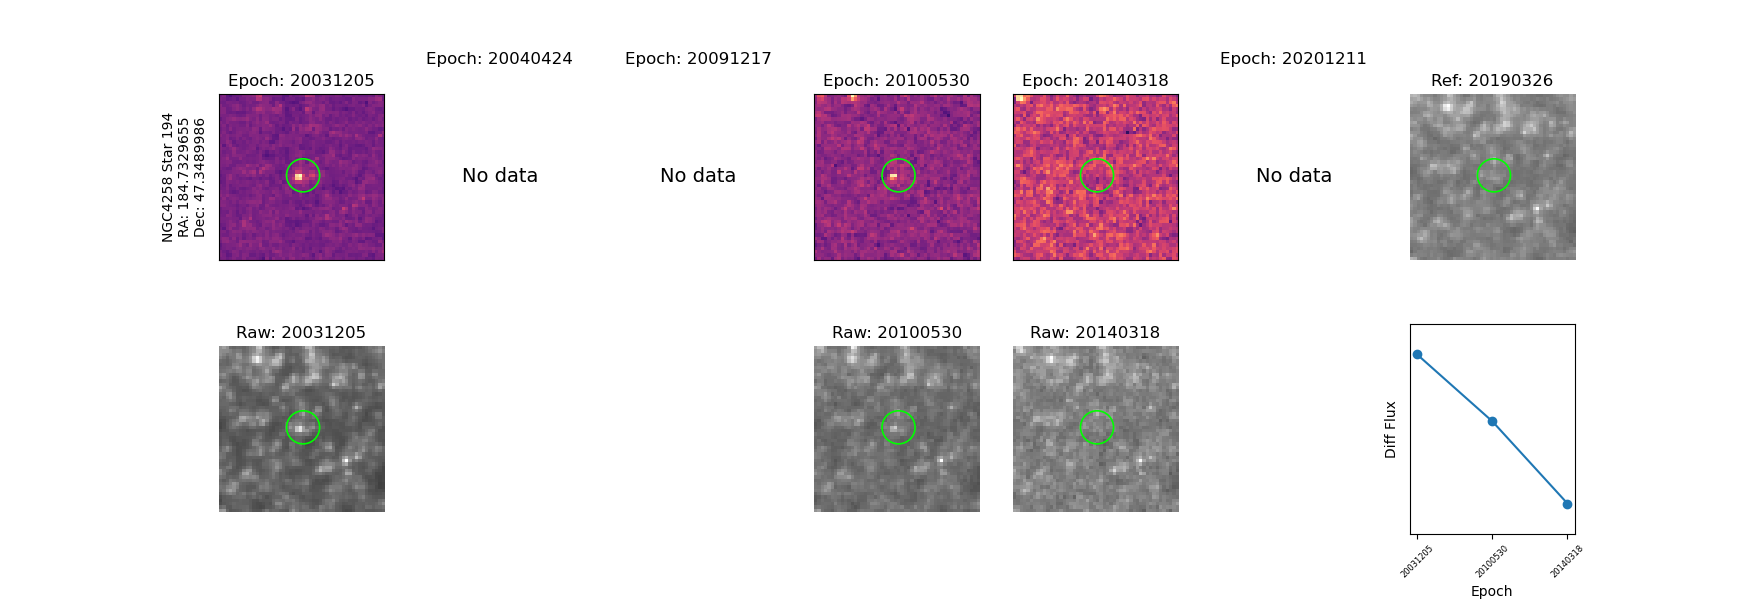 Epoch: 20031205
Epoch: 20040424
Epoch: 20091217
Epoch: 20100530
Epoch: 20140318
Epoch: 20201211
Ref: 20190326
NGC4258 Star 194
RA: 184.7329655
Dec: 47.3489986
No data
No data
No data
Raw: 20031205
Raw: 20100530
Raw: 20140318
Diff Flux
20031205
20100530
20140318
Epoch